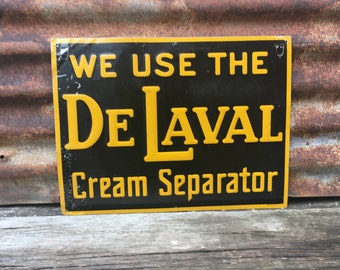 WE USE THE
DE LAVAL
Cream Separator